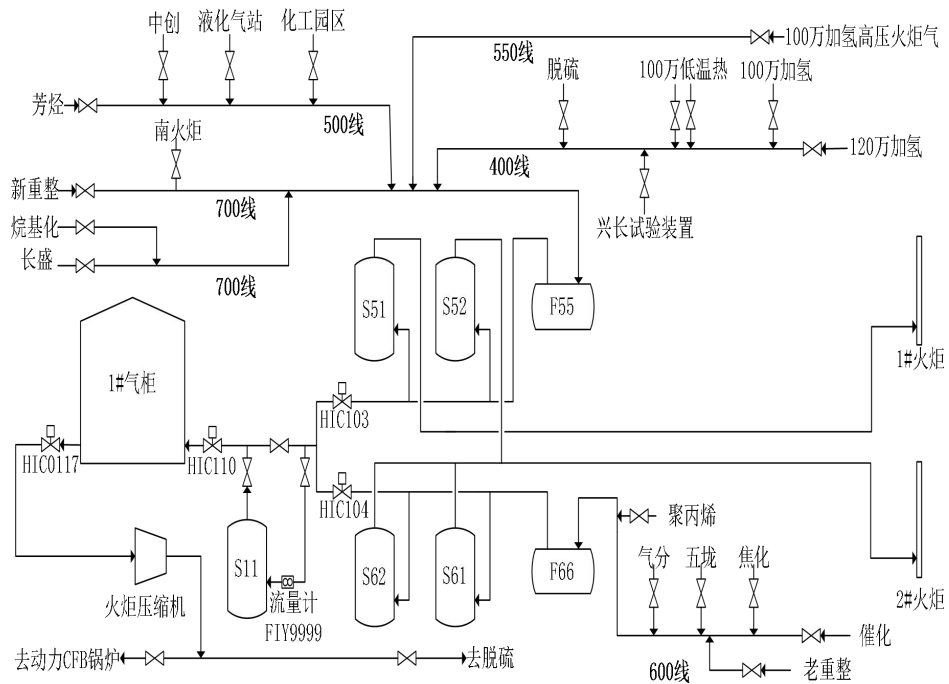 中创
液化气站
化工园区
550线
100万加氢高压火炬气
脱硫
100万低温热
100万加氢
芳烃
500线
南火炬
400线
120万加氢
新重整
700线
兴长试验装置
烷基化
长盛
700线
S51
S52
F55
1#火炬
1#气柜
HIC103
HIC0117
HIC110
HIC104
聚丙烯
气分
五垅
焦化
S11
S62
S61
F66
火炬压缩机
流量计
FIY9999
2#火炬
催化
去动力CFB锅炉
去脱硫
600线
老重整